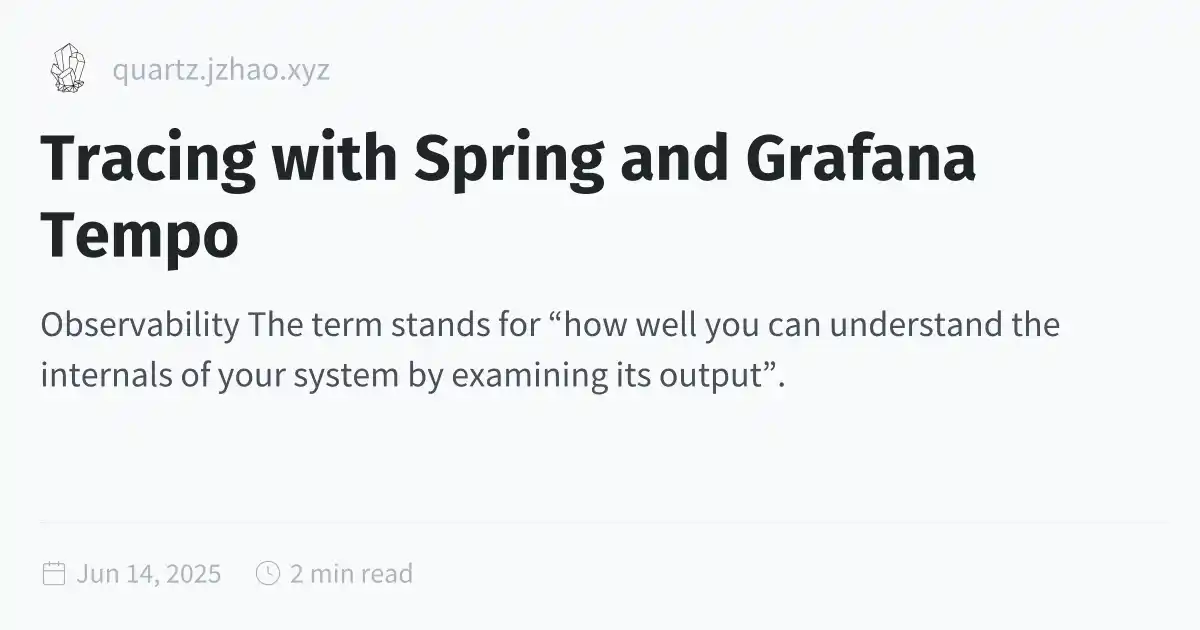 quartz.jzhao.xyz
Tracing with Spring and Grafana
Tempo
Observability The term stands for “how well you can understand the
internals of your system by examining its output”.
Jun 14, 2025 2 min read